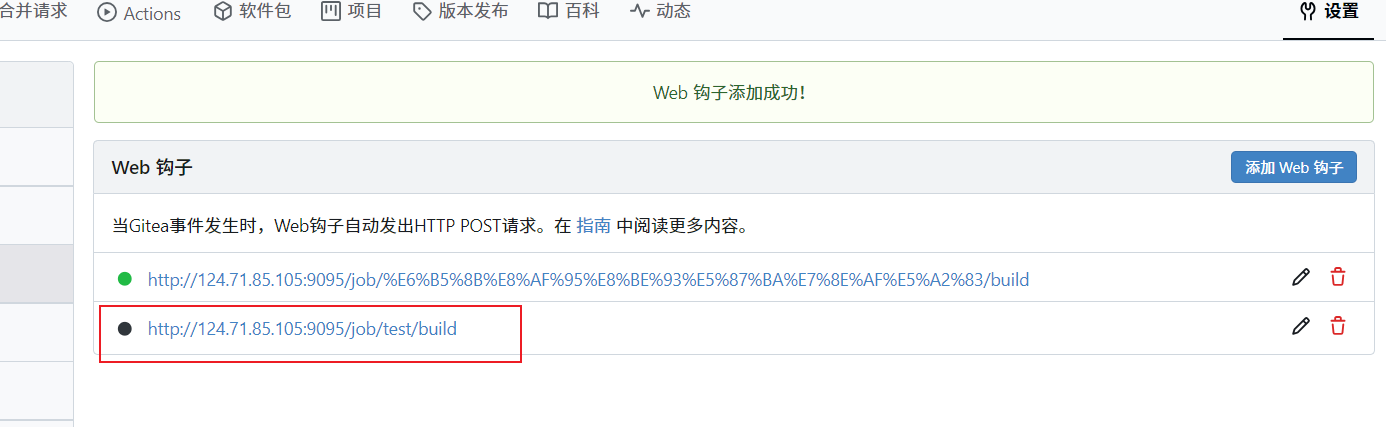 合并请求 Actions 软件包 项目 版本发布 百科 动态 设置
Web 钩子添加成功！
Web 钩子 添加 Web 钩子
当Gitea事件发生时，Web钩子自动发出HTTP POST请求。在 指南 中阅读更多内容。
http://124.71.85.105:9095/job/%E6%B5%8B%E8%AF%95%E8%BE%93%E5%87%BA%E7%8E%AF%E5%A2%83/build
http://124.71.85.105:9095/job/test/build